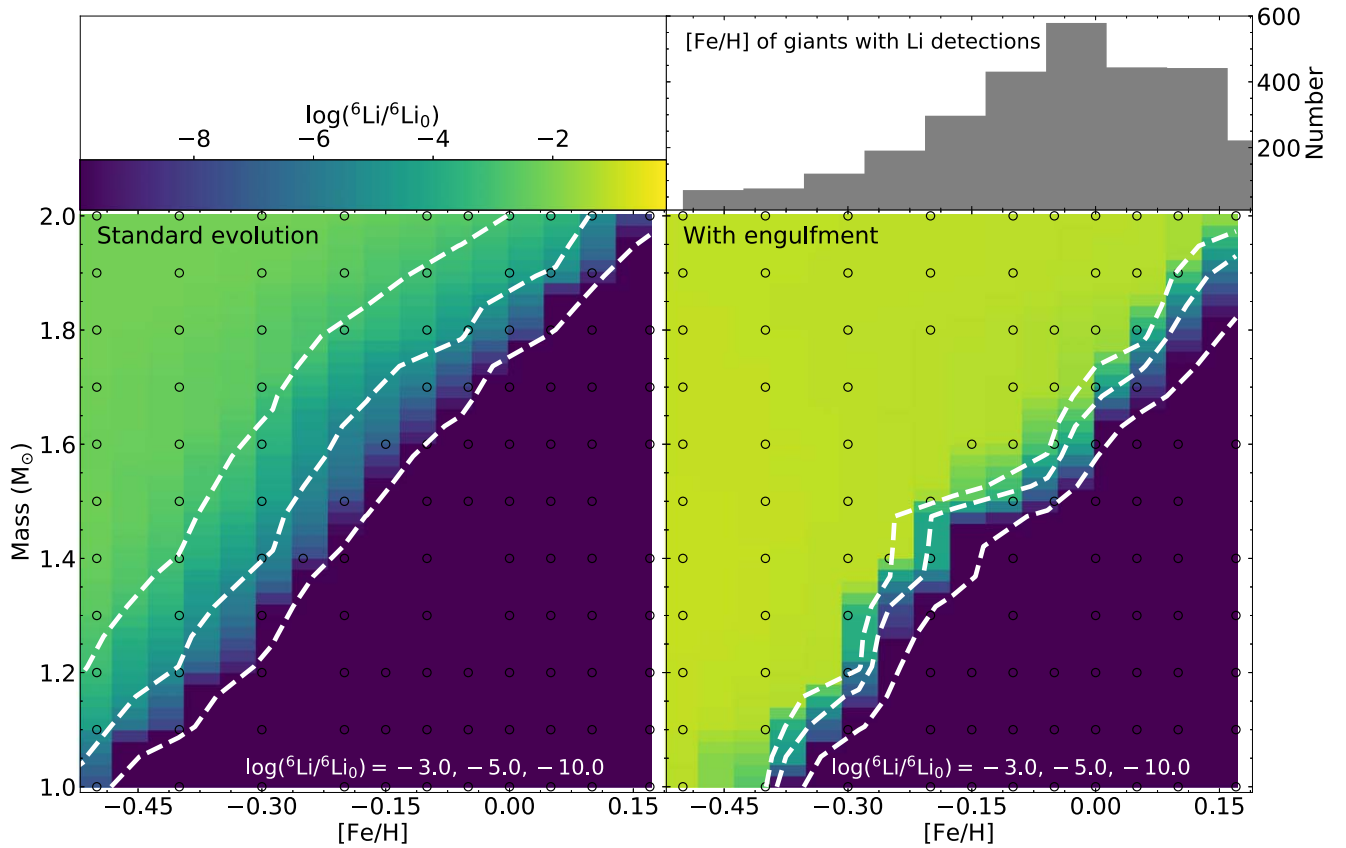 [Fe/H] of giants with Li detections
600
400
200
Number
log(⁶Li/⁶Li₀)
−8 −6 −4 −2
Standard evolution
With engulfment
2.0
1.8
1.6
1.4
1.2
1.0
Mass (M☉)
log(⁶Li/⁶Li₀) = −3.0, −5.0, −10.0
log(⁶Li/⁶Li₀) = −3.0, −5.0, −10.0
−0.45 −0.30 −0.15 0.00 0.15
−0.45 −0.30 −0.15 0.00 0.15
[Fe/H]
[Fe/H]